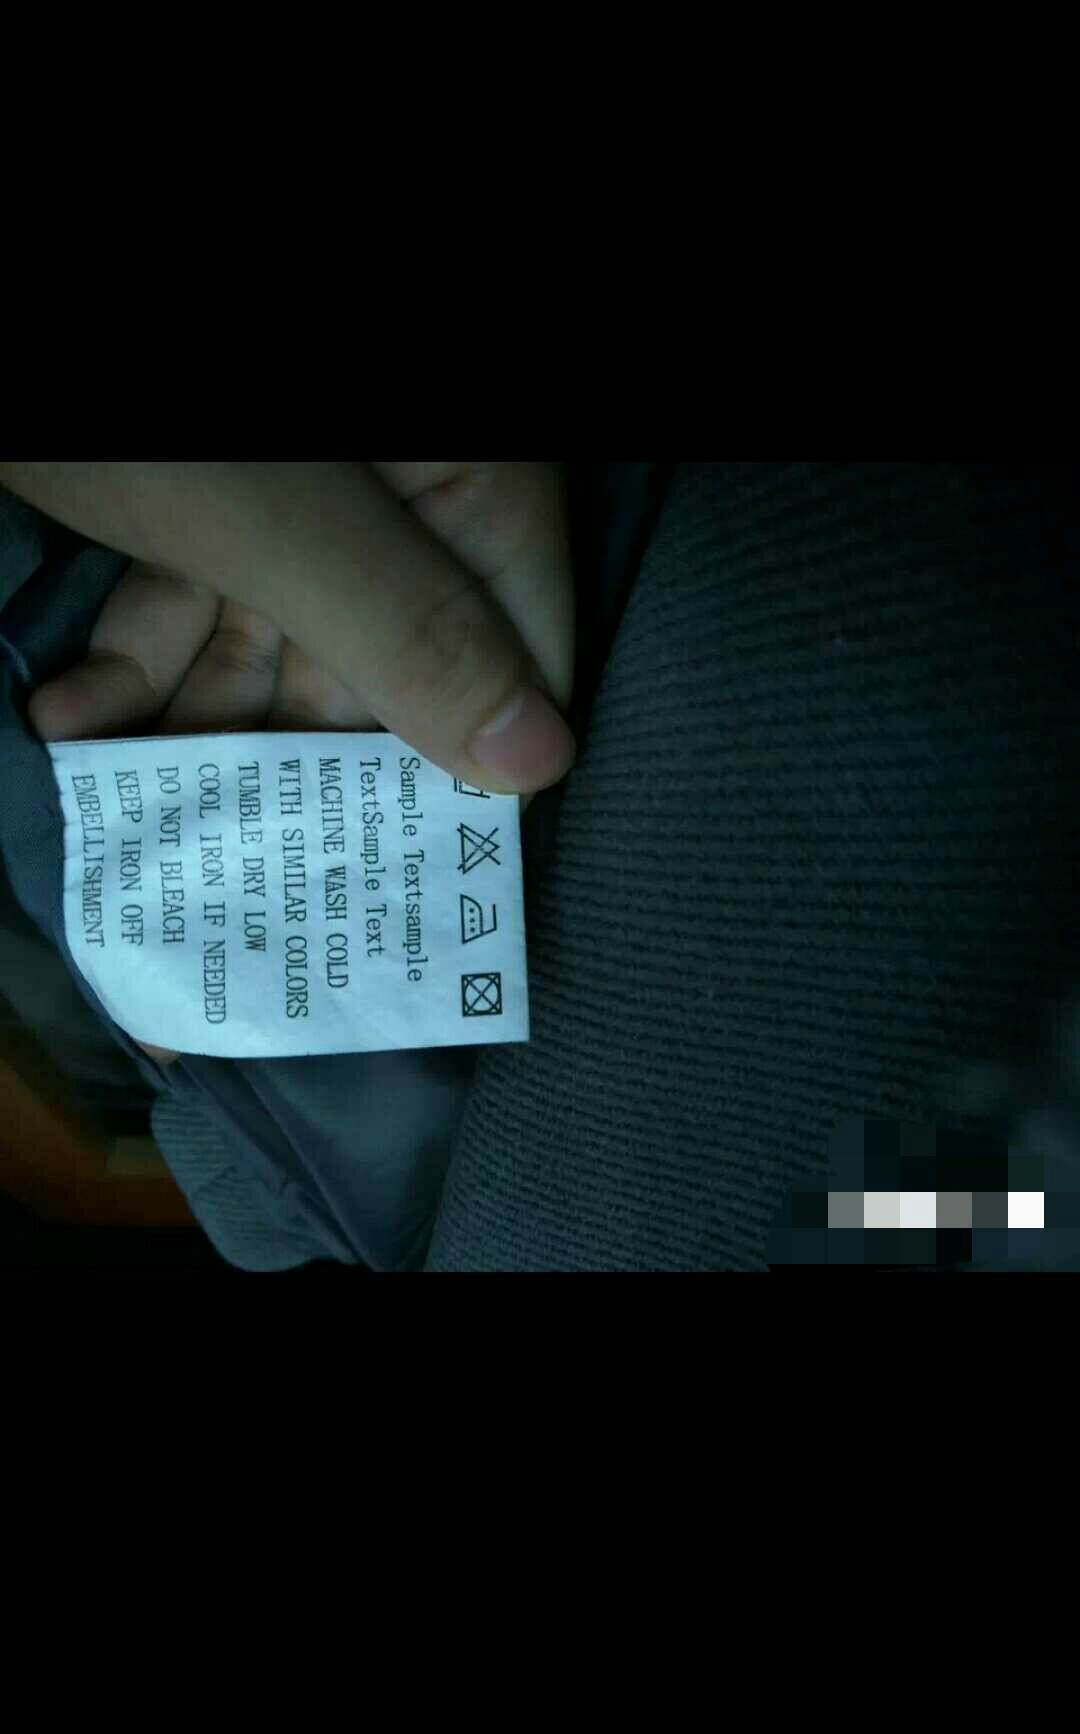 Sample Textsample
TextSample Text
MACHINE WASH COLD
WITH SIMILAR COLORS
TUMBLE DRY LOW
COOL IRON IF NEEDED
DO NOT BLEACH
KEEP IRON OFF
EMBELLISHMENT